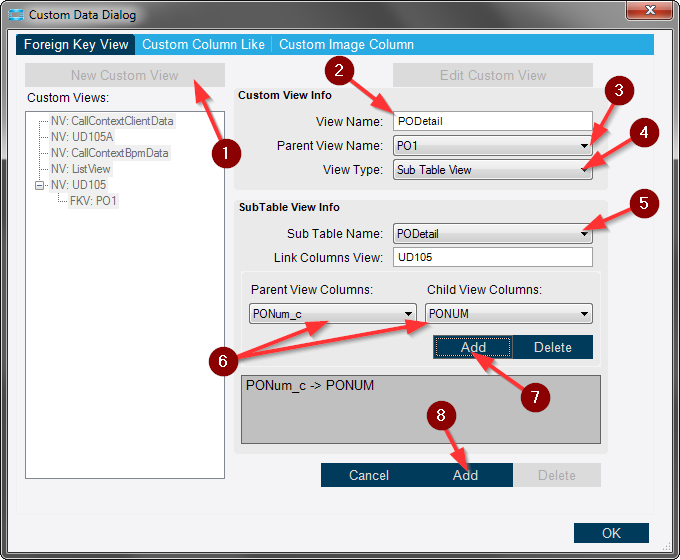 Custom Data Dialog
Foreign Key View Custom Column Like Custom Image Column
New Custom View
2
Edit Custom View
Custom Views:
Custom View Info
3
NV: CallContextClientData
View Name: PODetail
NV: UD105A
4
1
Parent View Name: PO1
NV: CallContextBpmData
View Type: Sub Table View
NV: ListView
NV: UD105
FKV: PO1
SubTable View Info
5
Sub Table Name: PODetail
Link Columns View: UD105
Parent View Columns: Child View Columns:
PONum_c PONUM
6
Add Delete
PONum_c -> PONUM
7
8
Cancel Add Delete
OK